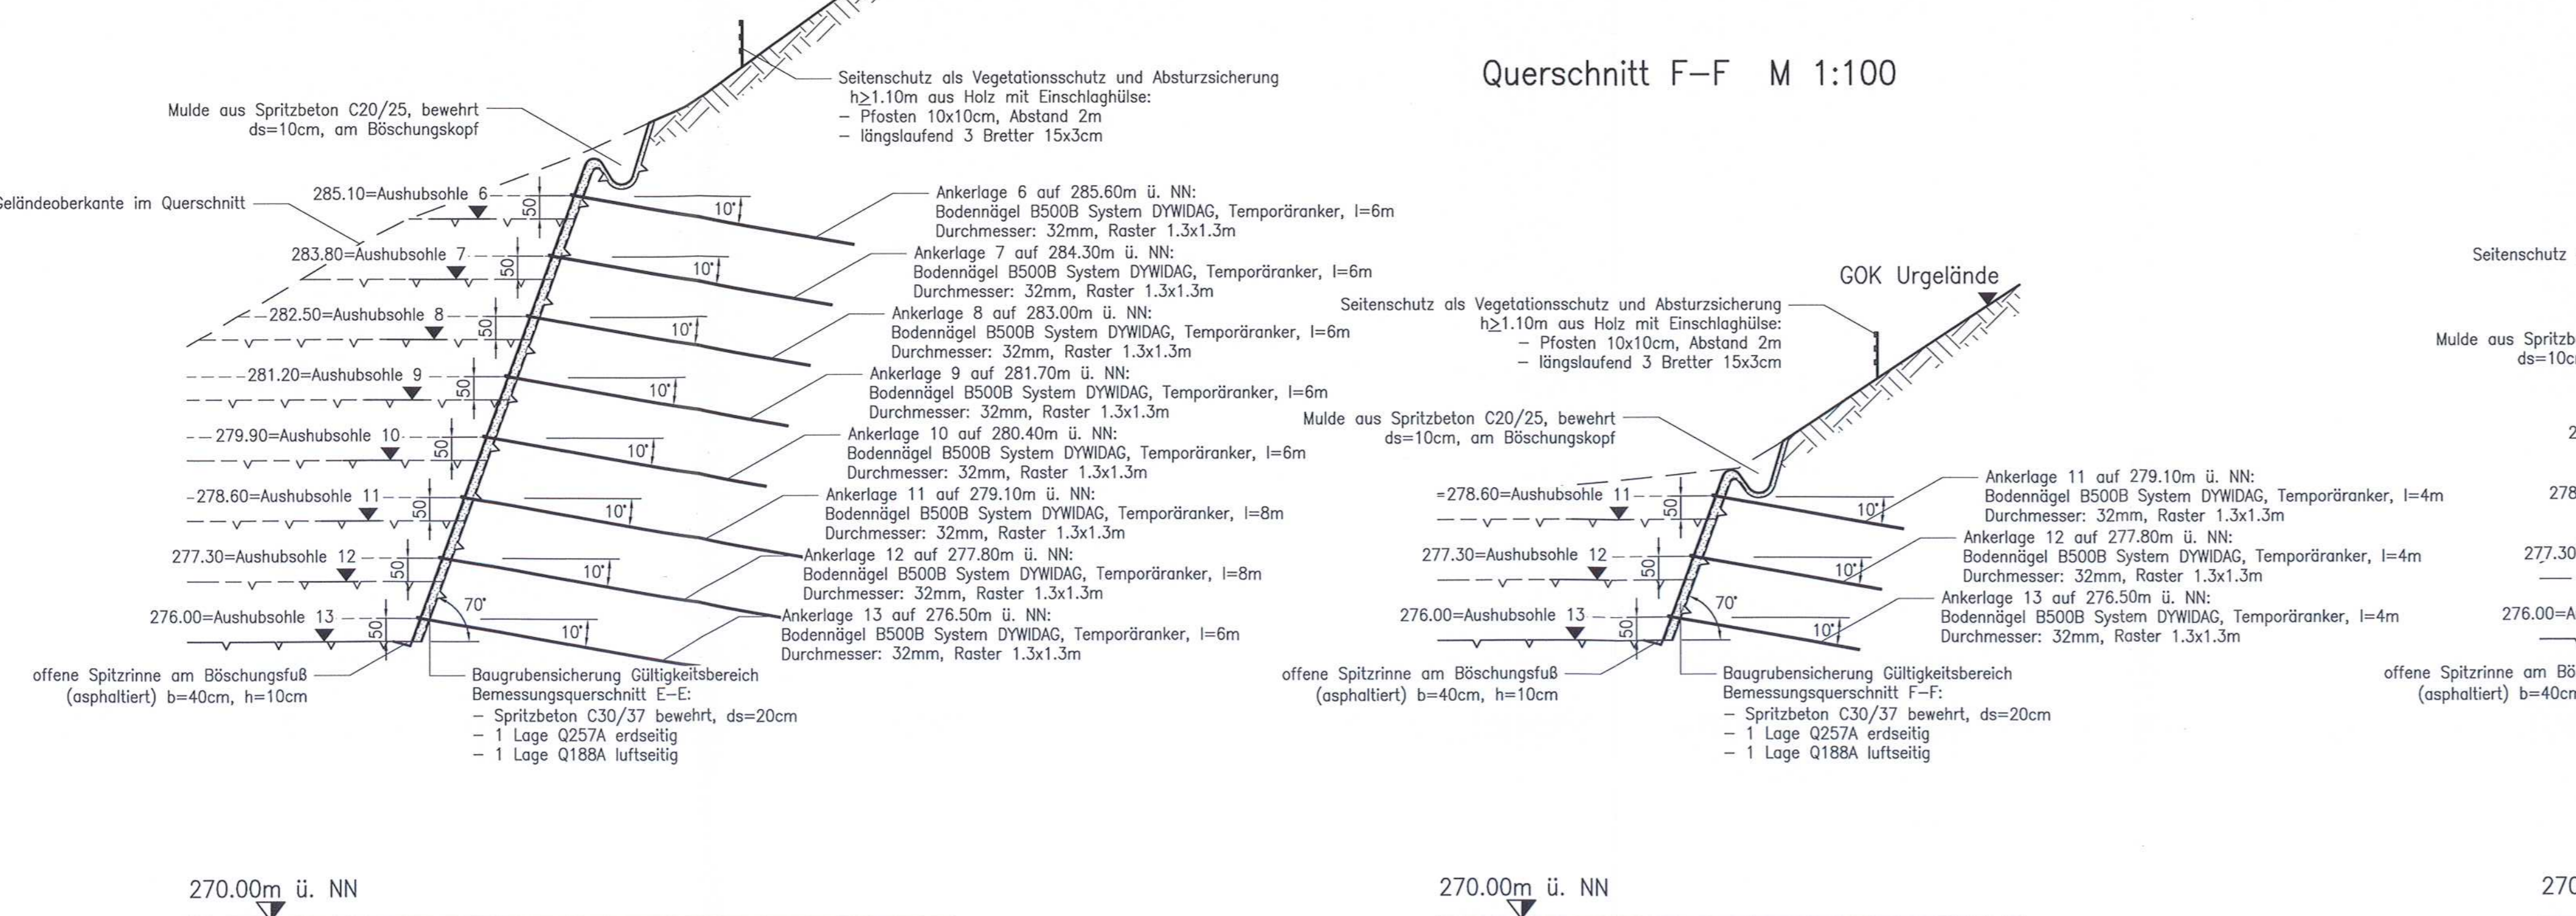 Seitenschutz als Vegetationsschutz und Absturzsicherung
h≥1.10m aus Holz mit Einschlaghülse:
- Pfosten 10x10cm, Abstand 2m
- längslaufend 3 Bretter 15x3cm
Mulde aus Spritzbeton C20/25, bewehrt
ds=10cm, am Böschungskopf
Geländeoberkante im Querschnitt
285.10=Aushubsohle 6
283.80=Aushubsohle 7
282.50=Aushubsohle 8
281.20=Aushubsohle 9
279.90=Aushubsohle 10
278.60=Aushubsohle 11
277.30=Aushubsohle 12
276.00=Aushubsohle 13
50
50
50
50
50
50
50
50
10°
10°
10°
10°
10°
10°
10°
10°
70°
Ankerlage 6 auf 285.60m ü. NN:
Bodennägel B500B System DYWIDAG, Temporäranker, l=6m
Durchmesser: 32mm, Raster 1.3x1.3m
Ankerlage 7 auf 284.30m ü. NN:
Bodennägel B500B System DYWIDAG, Temporäranker, l=6m
Durchmesser: 32mm, Raster 1.3x1.3m
Ankerlage 8 auf 283.00m ü. NN:
Bodennägel B500B System DYWIDAG, Temporäranker, l=6m
Durchmesser: 32mm, Raster 1.3x1.3m
Ankerlage 9 auf 281.70m ü. NN:
Bodennägel B500B System DYWIDAG, Temporäranker, l=6m
Durchmesser: 32mm, Raster 1.3x1.3m
Ankerlage 10 auf 280.40m ü. NN:
Bodennägel B500B System DYWIDAG, Temporäranker, l=6m
Durchmesser: 32mm, Raster 1.3x1.3m
Ankerlage 11 auf 279.10m ü. NN:
Bodennägel B500B System DYWIDAG, Temporäranker, l=8m
Durchmesser: 32mm, Raster 1.3x1.3m
Ankerlage 12 auf 277.80m ü. NN:
Bodennägel B500B System DYWIDAG, Temporäranker, l=8m
Durchmesser: 32mm, Raster 1.3x1.3m
Ankerlage 13 auf 276.50m ü. NN:
Bodennägel B500B System DYWIDAG, Temporäranker, l=6m
Durchmesser: 32mm, Raster 1.3x1.3m
offene Spitzrinne am Böschungsfuß
(asphaltiert) b=40cm, h=10cm
Baugrubensicherung Gültigkeitsbereich
Bemessungsquerschnitt E-E:
- Spritzbeton C30/37 bewehrt, ds=20cm
- 1 Lage Q257A erdseitig
- 1 Lage Q188A luftseitig
270.00m ü. NN
Querschnitt F-F M 1:100
GOK Urgelände
Seitenschutz als Vegetationsschutz und Absturzsicherung
h≥1.10m aus Holz mit Einschlaghülse:
- Pfosten 10x10cm, Abstand 2m
- längslaufend 3 Bretter 15x3cm
Mulde aus Spritzbeton C20/25, bewehrt
ds=10cm, am Böschungskopf
=278.60=Aushubsohle 11
277.30=Aushubsohle 12
276.00=Aushubsohle 13
50
50
50
10°
10°
10°
70°
Ankerlage 11 auf 279.10m ü. NN:
Bodennägel B500B System DYWIDAG, Temporäranker, l=4m
Durchmesser: 32mm, Raster 1.3x1.3m
Ankerlage 12 auf 277.80m ü. NN:
Bodennägel B500B System DYWIDAG, Temporäranker, l=4m
Durchmesser: 32mm, Raster 1.3x1.3m
Ankerlage 13 auf 276.50m ü. NN:
Bodennägel B500B System DYWIDAG, Temporäranker, l=4m
Durchmesser: 32mm, Raster 1.3x1.3m
offene Spitzrinne am Böschungsfuß
(asphaltiert) b=40cm, h=10cm
Baugrubensicherung Gültigkeitsbereich
Bemessungsquerschnitt F-F:
- Spritzbeton C30/37 bewehrt, ds=20cm
- 1 Lage Q257A erdseitig
- 1 Lage Q188A luftseitig
270.00m ü. NN
Seitenschutz
Mulde aus Spritzb
ds=10c
2
278
277.30
276.00=A
offene Spitzrinne am Bö
(asphaltiert) b=40cm
270